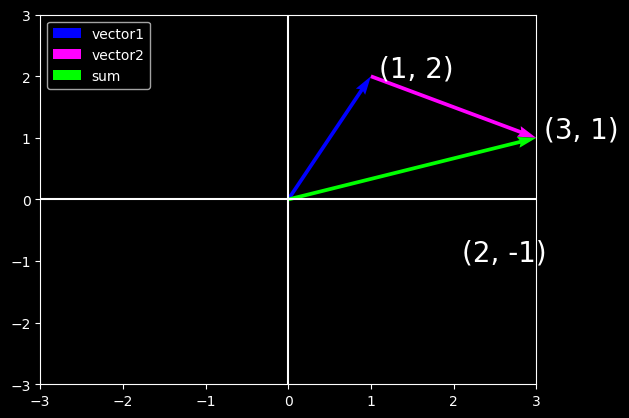 3
vector1
vector2
sum
(1, 2)
2
(3, 1)
1
0
(2, -1)
−1
−2
−3
−3 −2 −1 0 1 2 3